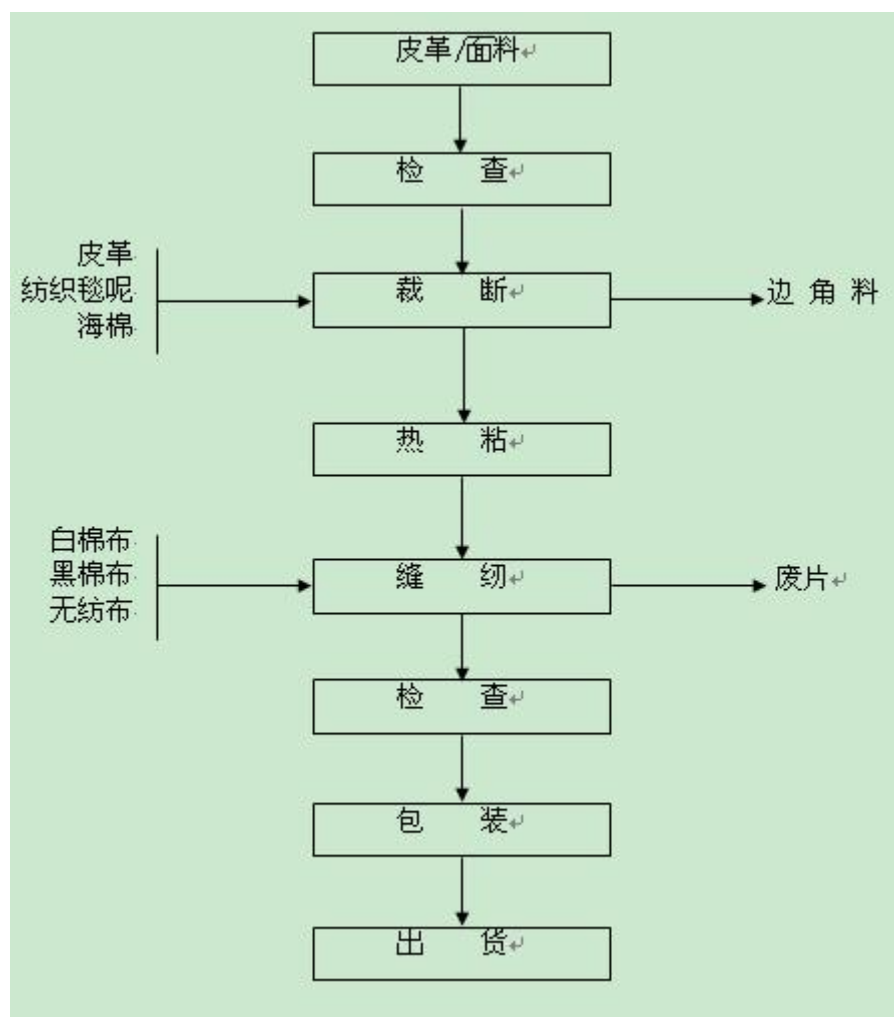 皮革/面料
检 查
皮革
纺织毯呢
海棉
裁 断
边 角 料
热 粘
白棉布
黑棉布
无纺布
缝 纫
废片
检 查
包 装
出 货